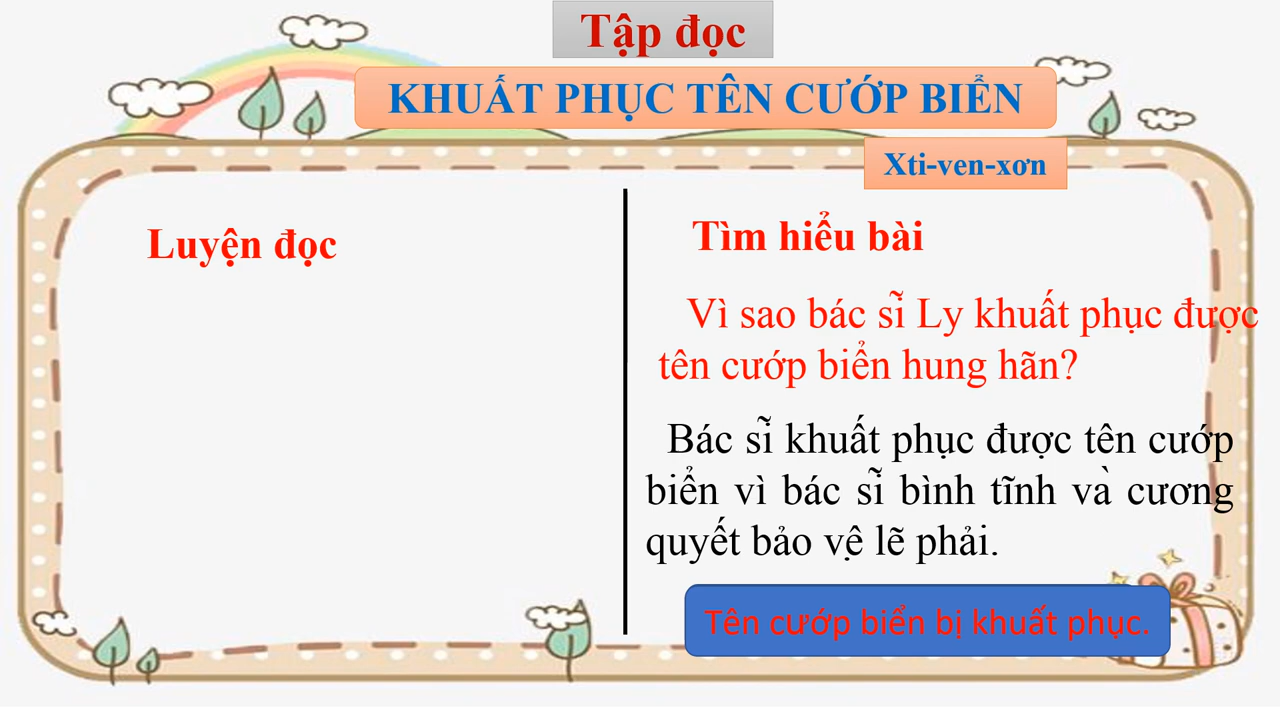 Tập đọc
KHUẤT PHỤC TÊN CƯỚP BIỂN
Xti-ven-xơn
Luyện đọc
Tìm hiểu bài
Vì sao bác sĩ Ly khuất phục được
tên cướp biển hung hãn?
Bác sĩ khuất phục được tên cướp
biển vì bác sĩ bình tĩnh và cương
quyết bảo vệ lẽ phải.
Tên cướp biển bị khuất phục.